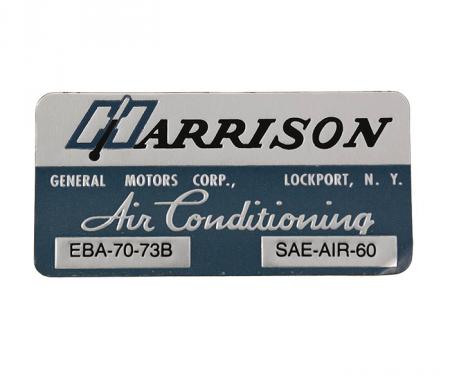 HARRISON
GENERAL MOTORS CORP., LOCKPORT, N. Y.
Air Conditioning
EBA-70-73B SAE-AIR-60